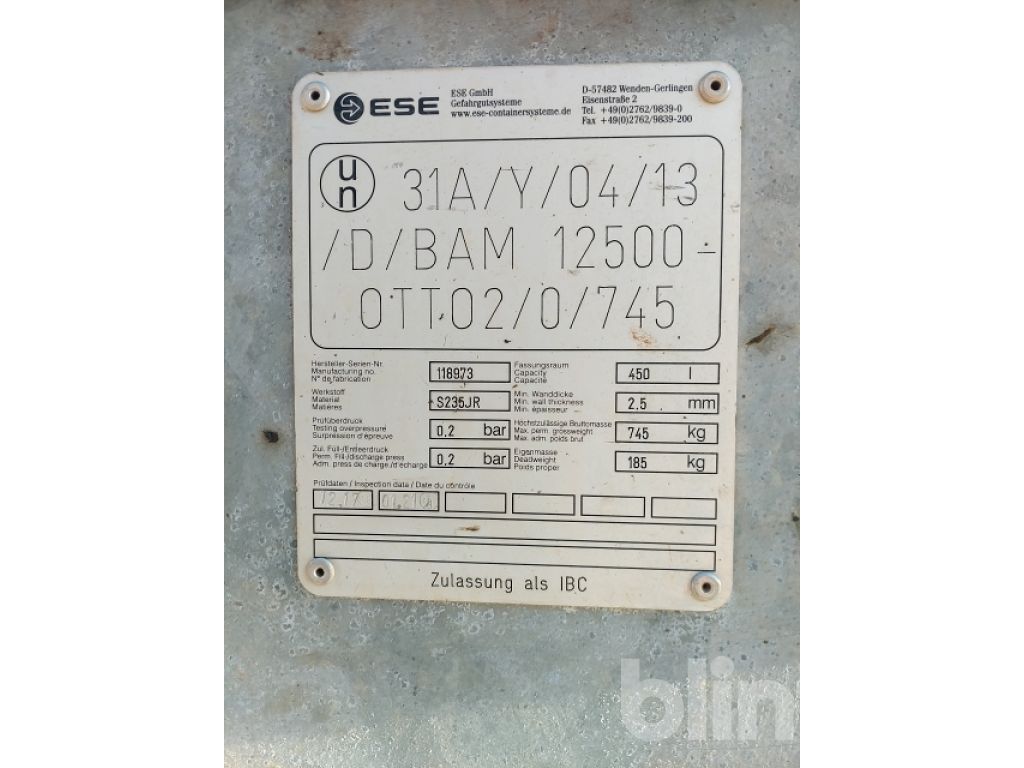 ESE
ESE GmbH
Gefahrgutsysteme
www.ese-containersysteme.de
D-57482 Wenden-Gerlingen
Eisenstraße 2
Tel. +49(0)2762/9839-0
Fax +49(0)2762/9839-200
un 31A/Y/04/13
/D/BAM 12500-
OTTO2/0/745
Hersteller-Serien-Nr.
Manufacturing no.
N° de fabrication
118973
Fassungsraum
Capacity
Capacité
450 l
Werkstoff
Material
Matières
S235JR
Min. Wanddicke
Min. wall thickness
Min. épaisseur
2.5 mm
Prüfüberdruck
Testing overpressure
Surpression d'épreuve
0.2 bar
Höchstzulässige Bruttomasse
Max. perm. grossweight
Max. adm. poids brut
745 kg
Zul. Füll-/Entleerdruck
Perm. Fill-/discharge press
Adm. press de charge./d'écharge
0.2 bar
Eigenmasse
Deadweight
Poids propre
185 kg
Prüfdaten / Inspection data / Date du contrôle
12.17
Zulassung als IBC
blin